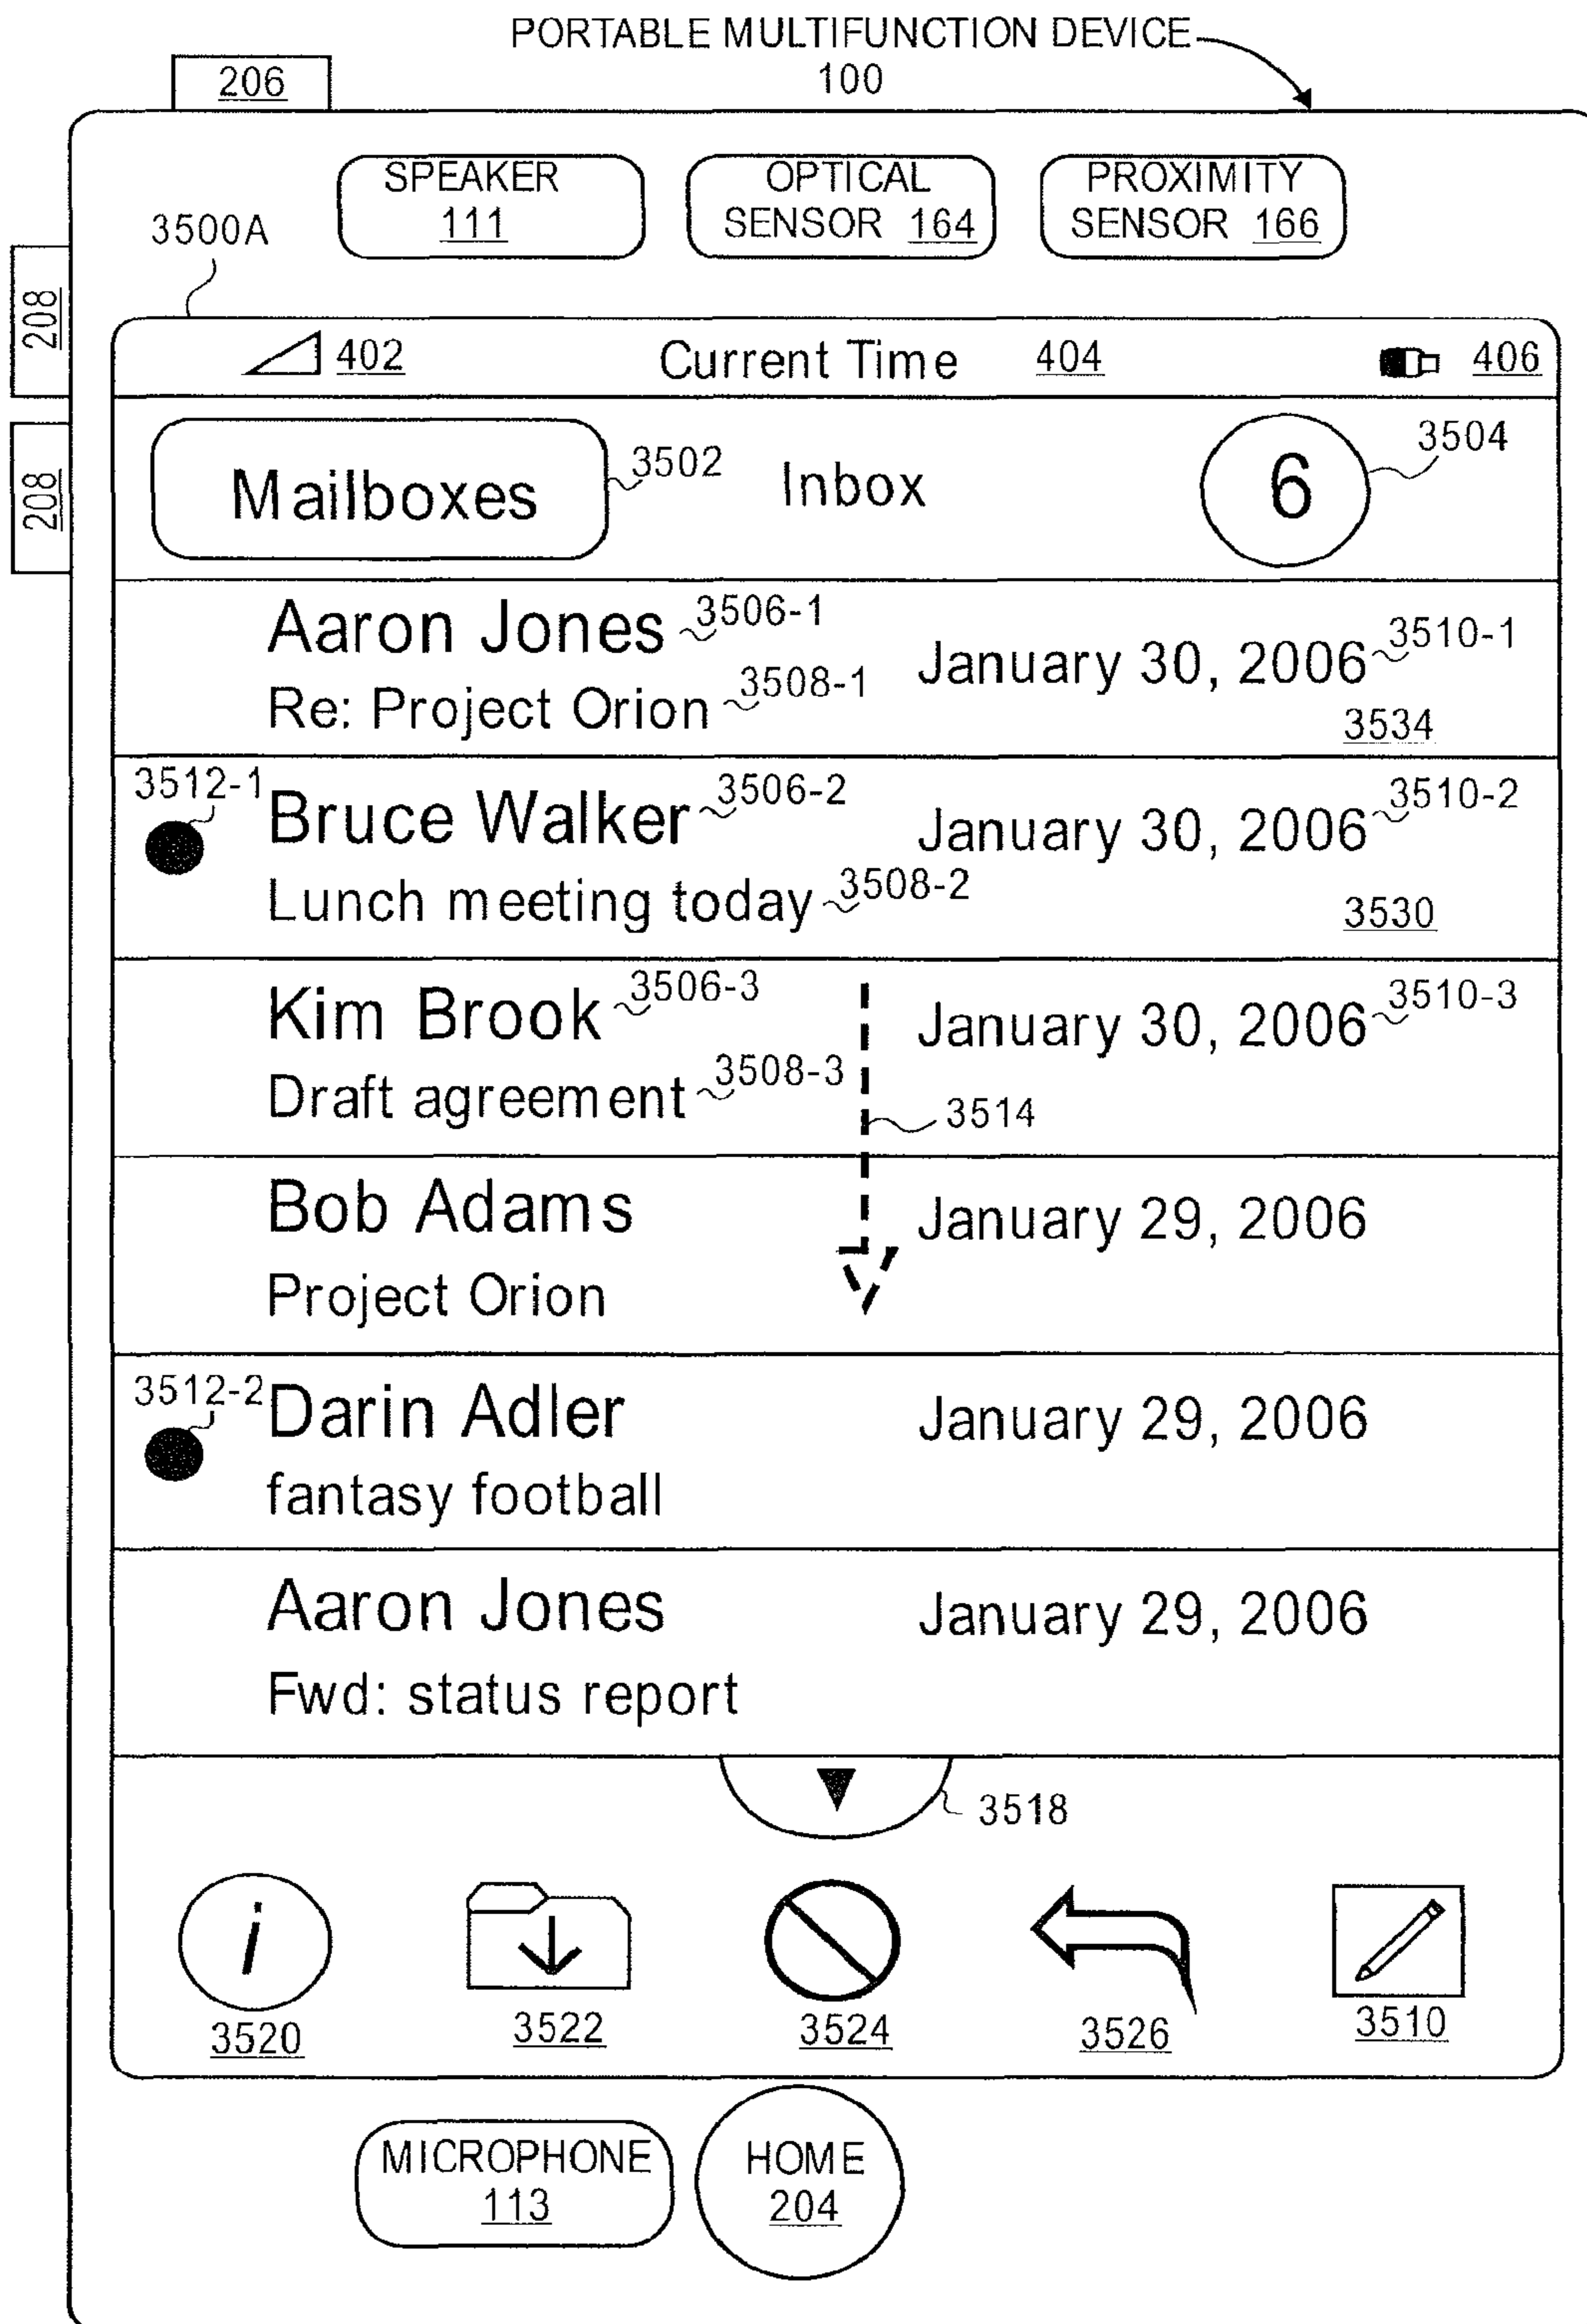 PORTABLE MULTIFUNCTION DEVICE
100
206
SPEAKER
111
OPTICAL
SENSOR 164
PROXIMITY
SENSOR 166
3500A
208
208
402
Current Time
404
406
Mailboxes
3502
Inbox
6
3504
Aaron Jones
3506-1
January 30, 2006
3510-1
Re: Project Orion
3508-1
3534
3512-1
Bruce Walker
3506-2
January 30, 2006
3510-2
Lunch meeting today
3508-2
3530
Kim Brook
3506-3
January 30, 2006
3510-3
Draft agreement
3508-3
3514
Bob Adams
January 29, 2006
Project Orion
3512-2
Darin Adler
January 29, 2006
fantasy football
Aaron Jones
January 29, 2006
Fwd: status report
3518
i
3520
3522
3524
3526
3510
MICROPHONE
113
HOME
204